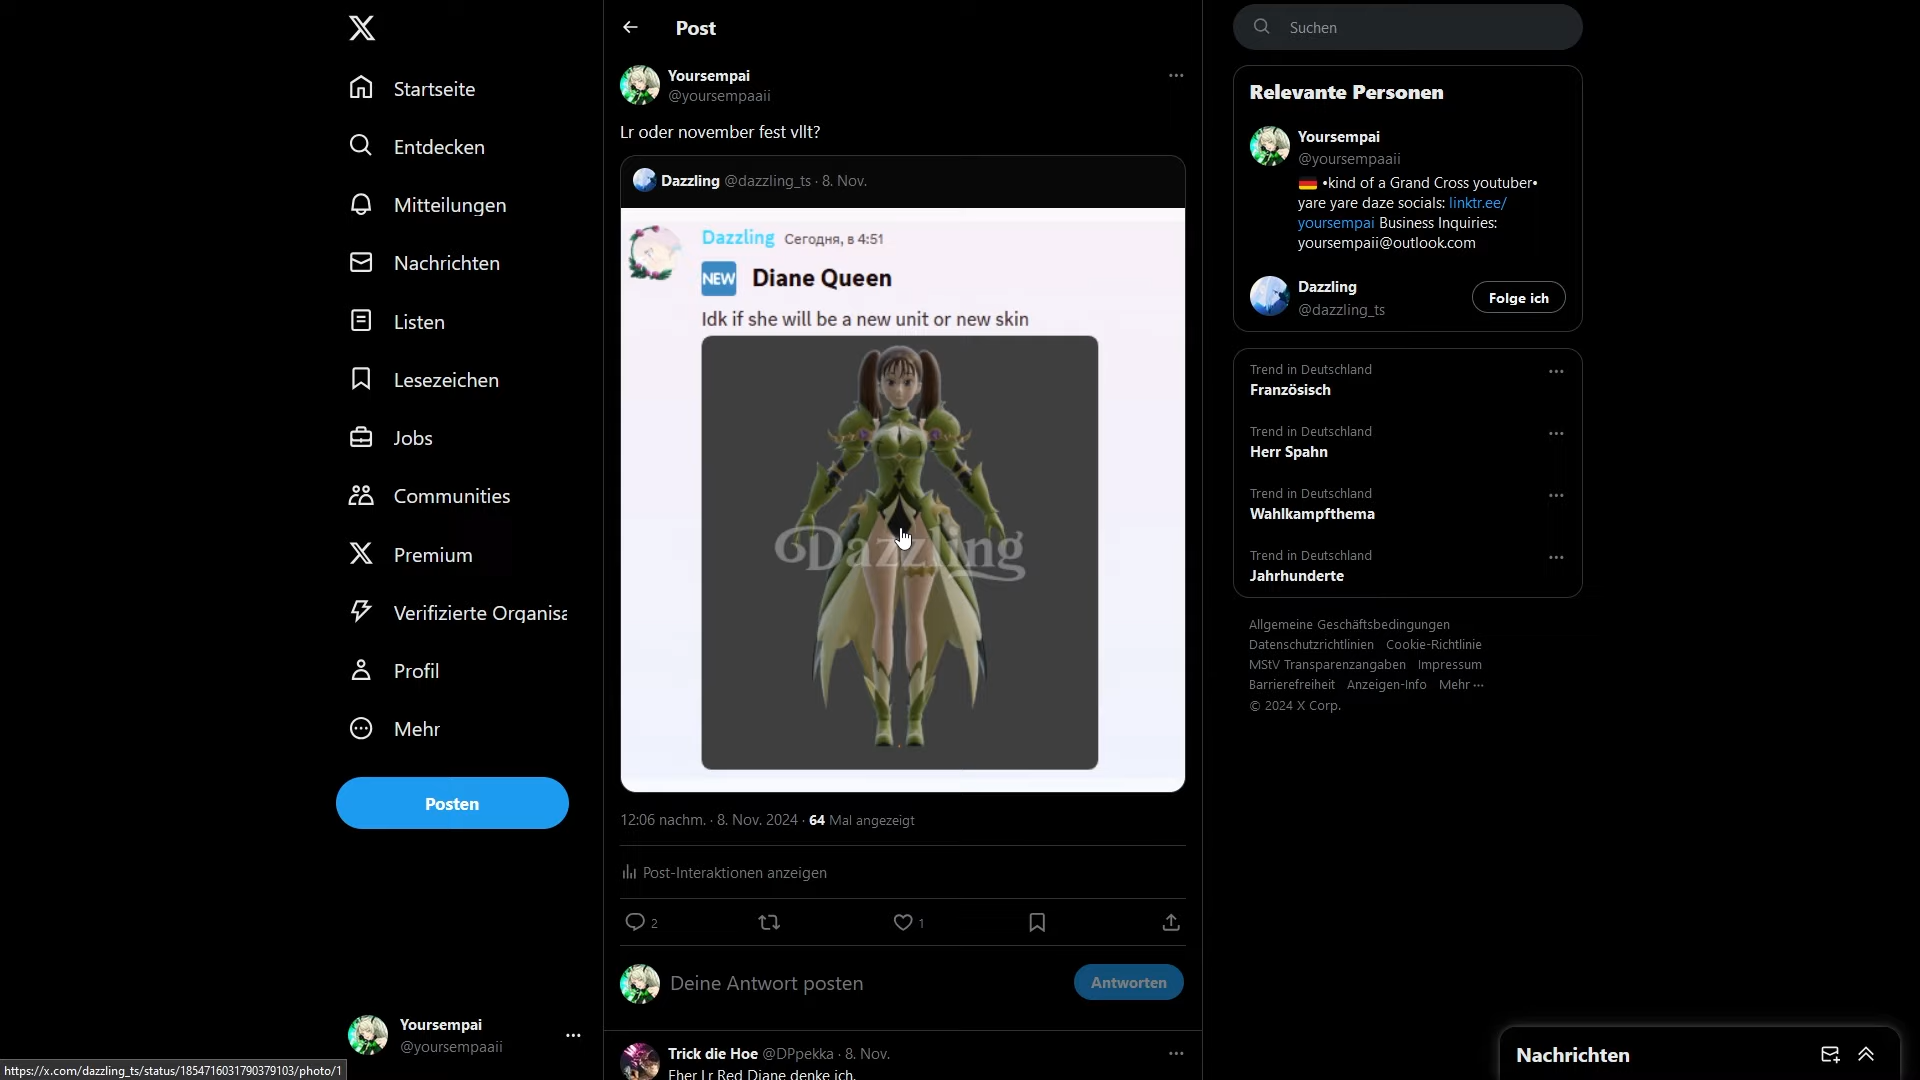 Startseite
Entdecken
Mitteilungen
Nachrichten
Listen
Lesezeichen
Jobs
Communities
Premium
Verifizierte Organisa
Profil
Mehr
Posten
Yoursempai
@yoursempaaii
https://x.com/dazzling_ts/status/1854716031790379103/photo/1
Post
Yoursempai
@yoursempaaii
Lr oder november fest vllt?
Dazzling @dazzling_ts · 8. Nov.
Dazzling Сегодня, в 4:51
NEW Diane Queen
Idk if she will be a new unit or new skin
Dazzling
12:06 nachm. · 8. Nov. 2024 · 64 Mal angezeigt
Post-Interaktionen anzeigen
2
1
Deine Antwort posten
Antworten
Trick die Hoe @DPpekka · 8. Nov.
Eher Lr Red Diane denke ich.
Suchen
Relevante Personen
Yoursempai
@yoursempaaii
•kind of a Grand Cross youtuber•
yare yare daze socials: linktr.ee/
yoursempai Business Inquiries:
yoursempaii@outlook.com
Dazzling
@dazzling_ts
Folge ich
Trend in Deutschland
Französisch
Trend in Deutschland
Herr Spahn
Trend in Deutschland
Wahlkampfthema
Trend in Deutschland
Jahrhunderte
Allgemeine Geschäftsbedingungen
Datenschutzrichtlinien Cookie-Richtlinie
MStV Transparenzangaben Impressum
Barrierefreiheit Anzeigen-Info Mehr ···
© 2024 X Corp.
Nachrichten